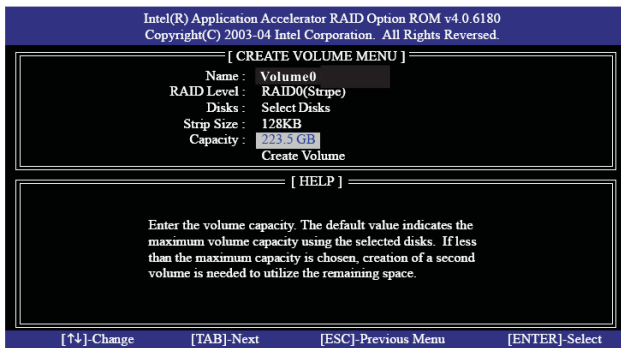 Intel(R) Application Accelerator RAID Option ROM v4.0.6180
Copyright(C) 2003-04 Intel Corporation. All Rights Reversed.
[ CREATE VOLUME MENU ]
Name : Volume0
RAID Level : RAID0(Stripe)
Disks : Select Disks
Strip Size : 128KB
Capacity : 223.5 GB
Create Volume
[ HELP ]
Enter the volume capacity. The default value indicates the
maximum volume capacity using the selected disks. If less
than the maximum capacity is chosen, creation of a second
volume is needed to utilize the remaining space.
[↑↓]-Change [TAB]-Next [ESC]-Previous Menu [ENTER]-Select